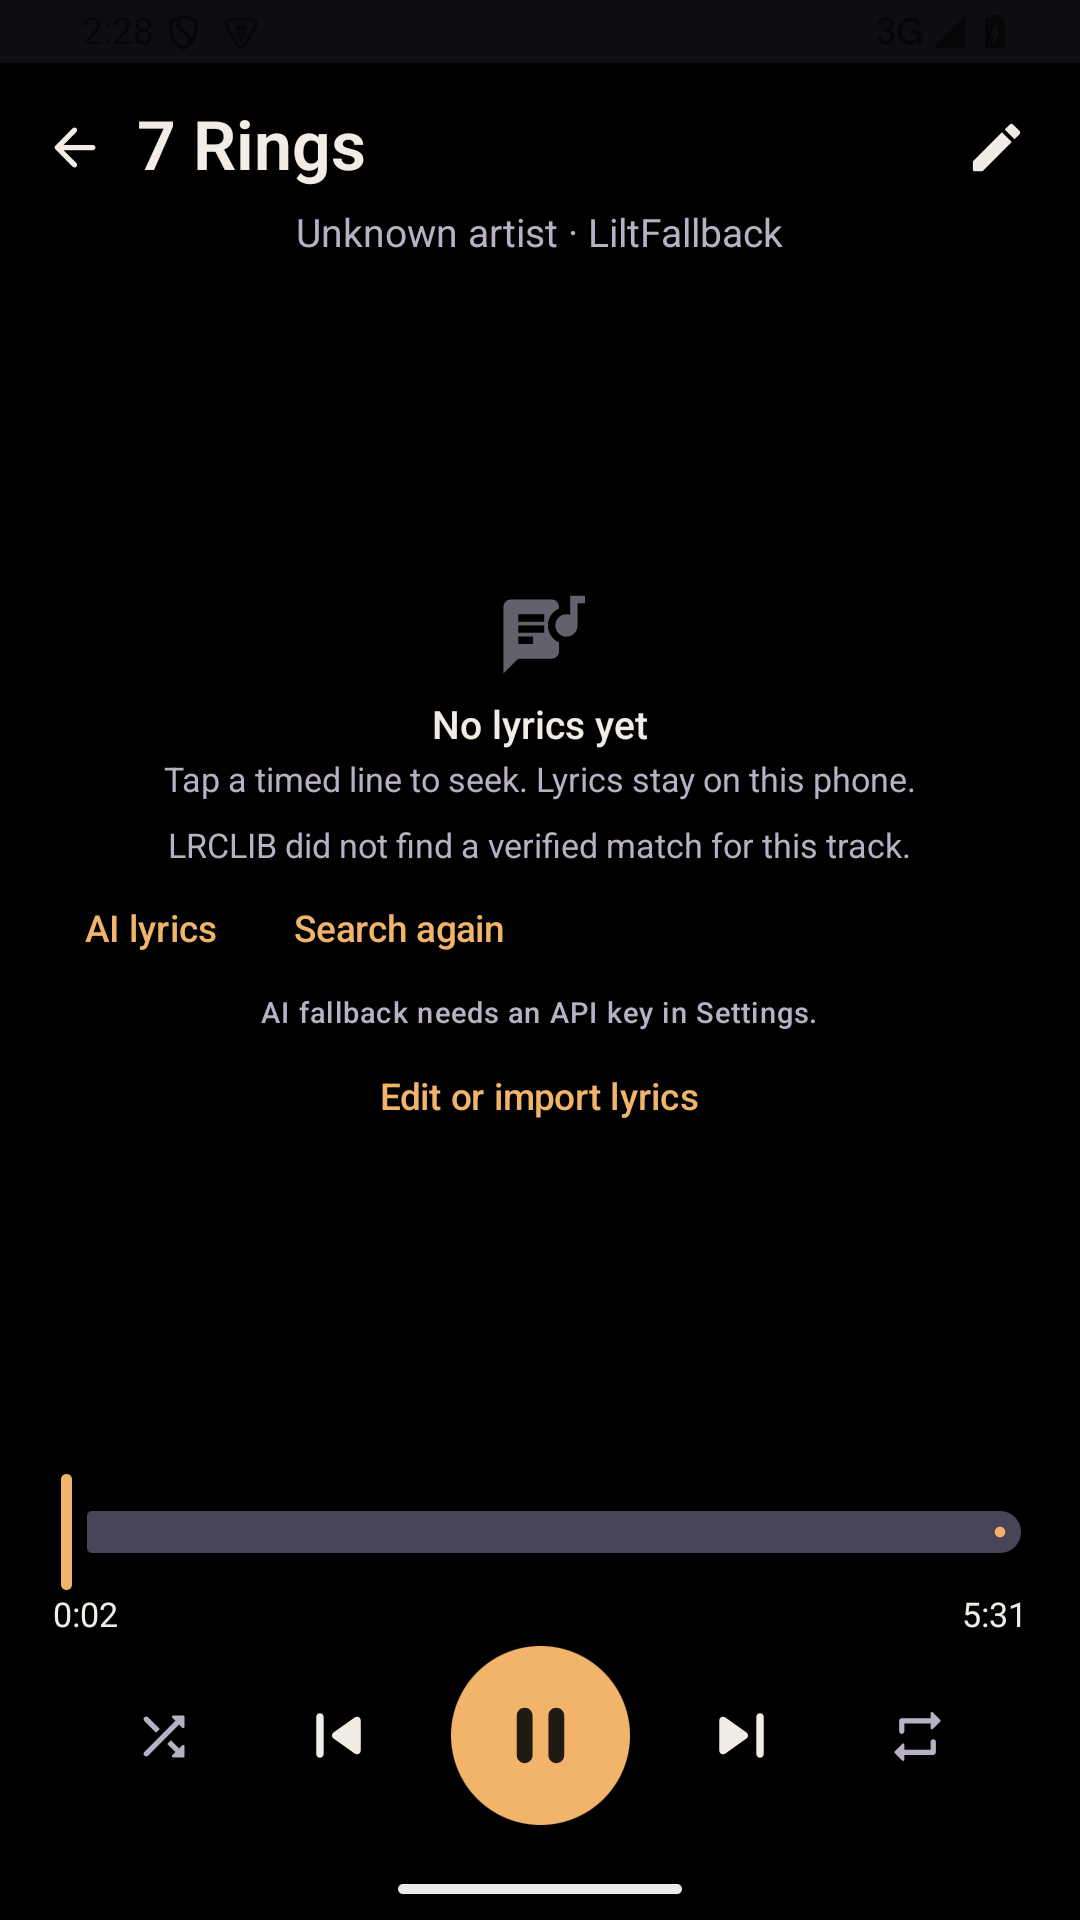 2:28
3G
7 Rings
Unknown artist · LiltFallback
No lyrics yet
Tap a timed line to seek. Lyrics stay on this phone.
LRCLIB did not find a verified match for this track.
AI lyrics
Search again
AI fallback needs an API key in Settings.
Edit or import lyrics
0:02
5:31